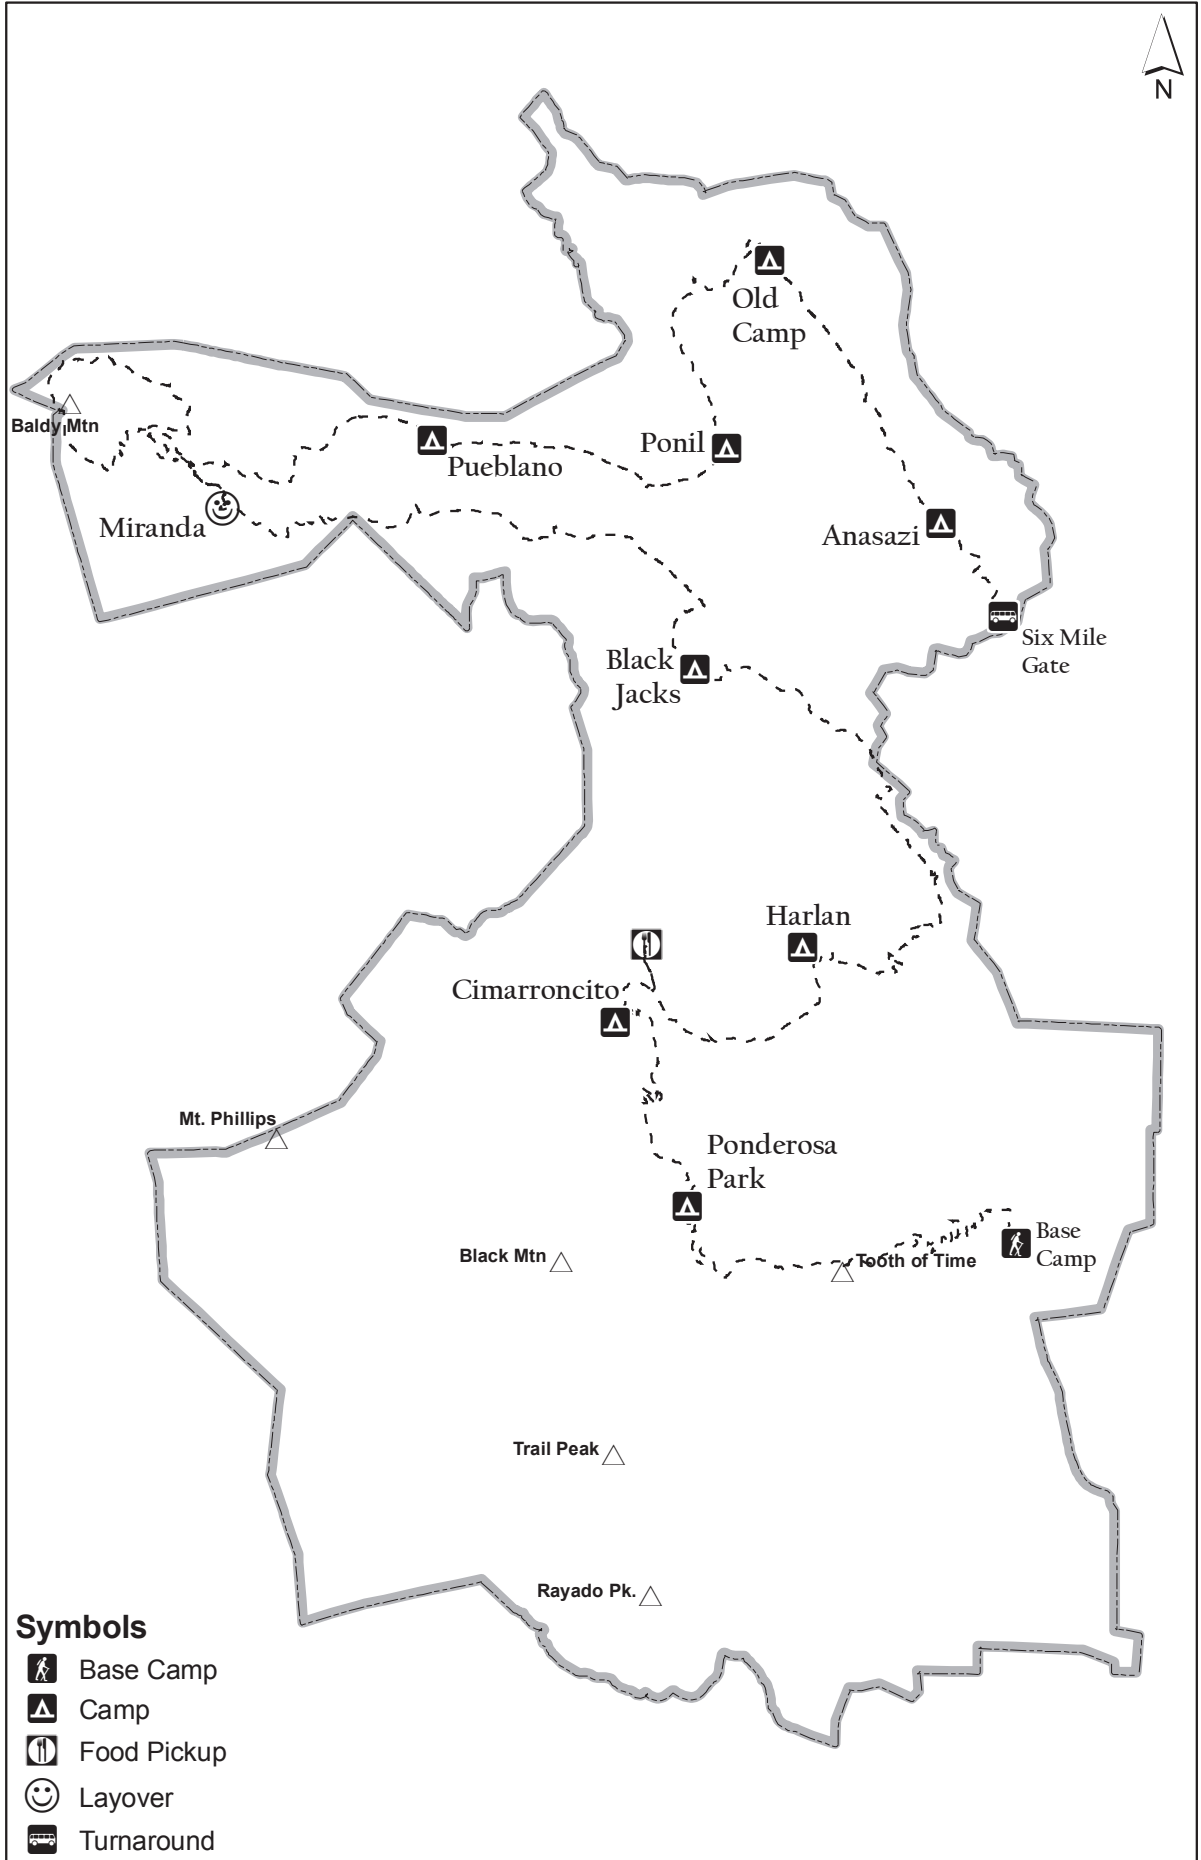 N
Old
Camp
Baldy Mtn
Ponil
Pueblano
Miranda
Anasazi
Six Mile
Gate
Black
Jacks
Harlan
Cimarroncito
Mt. Phillips
Ponderosa
Park
Base
Camp
Black Mtn
Tooth of Time
Trail Peak
Rayado Pk.
Symbols
Base Camp
Camp
Food Pickup
Layover
Turnaround